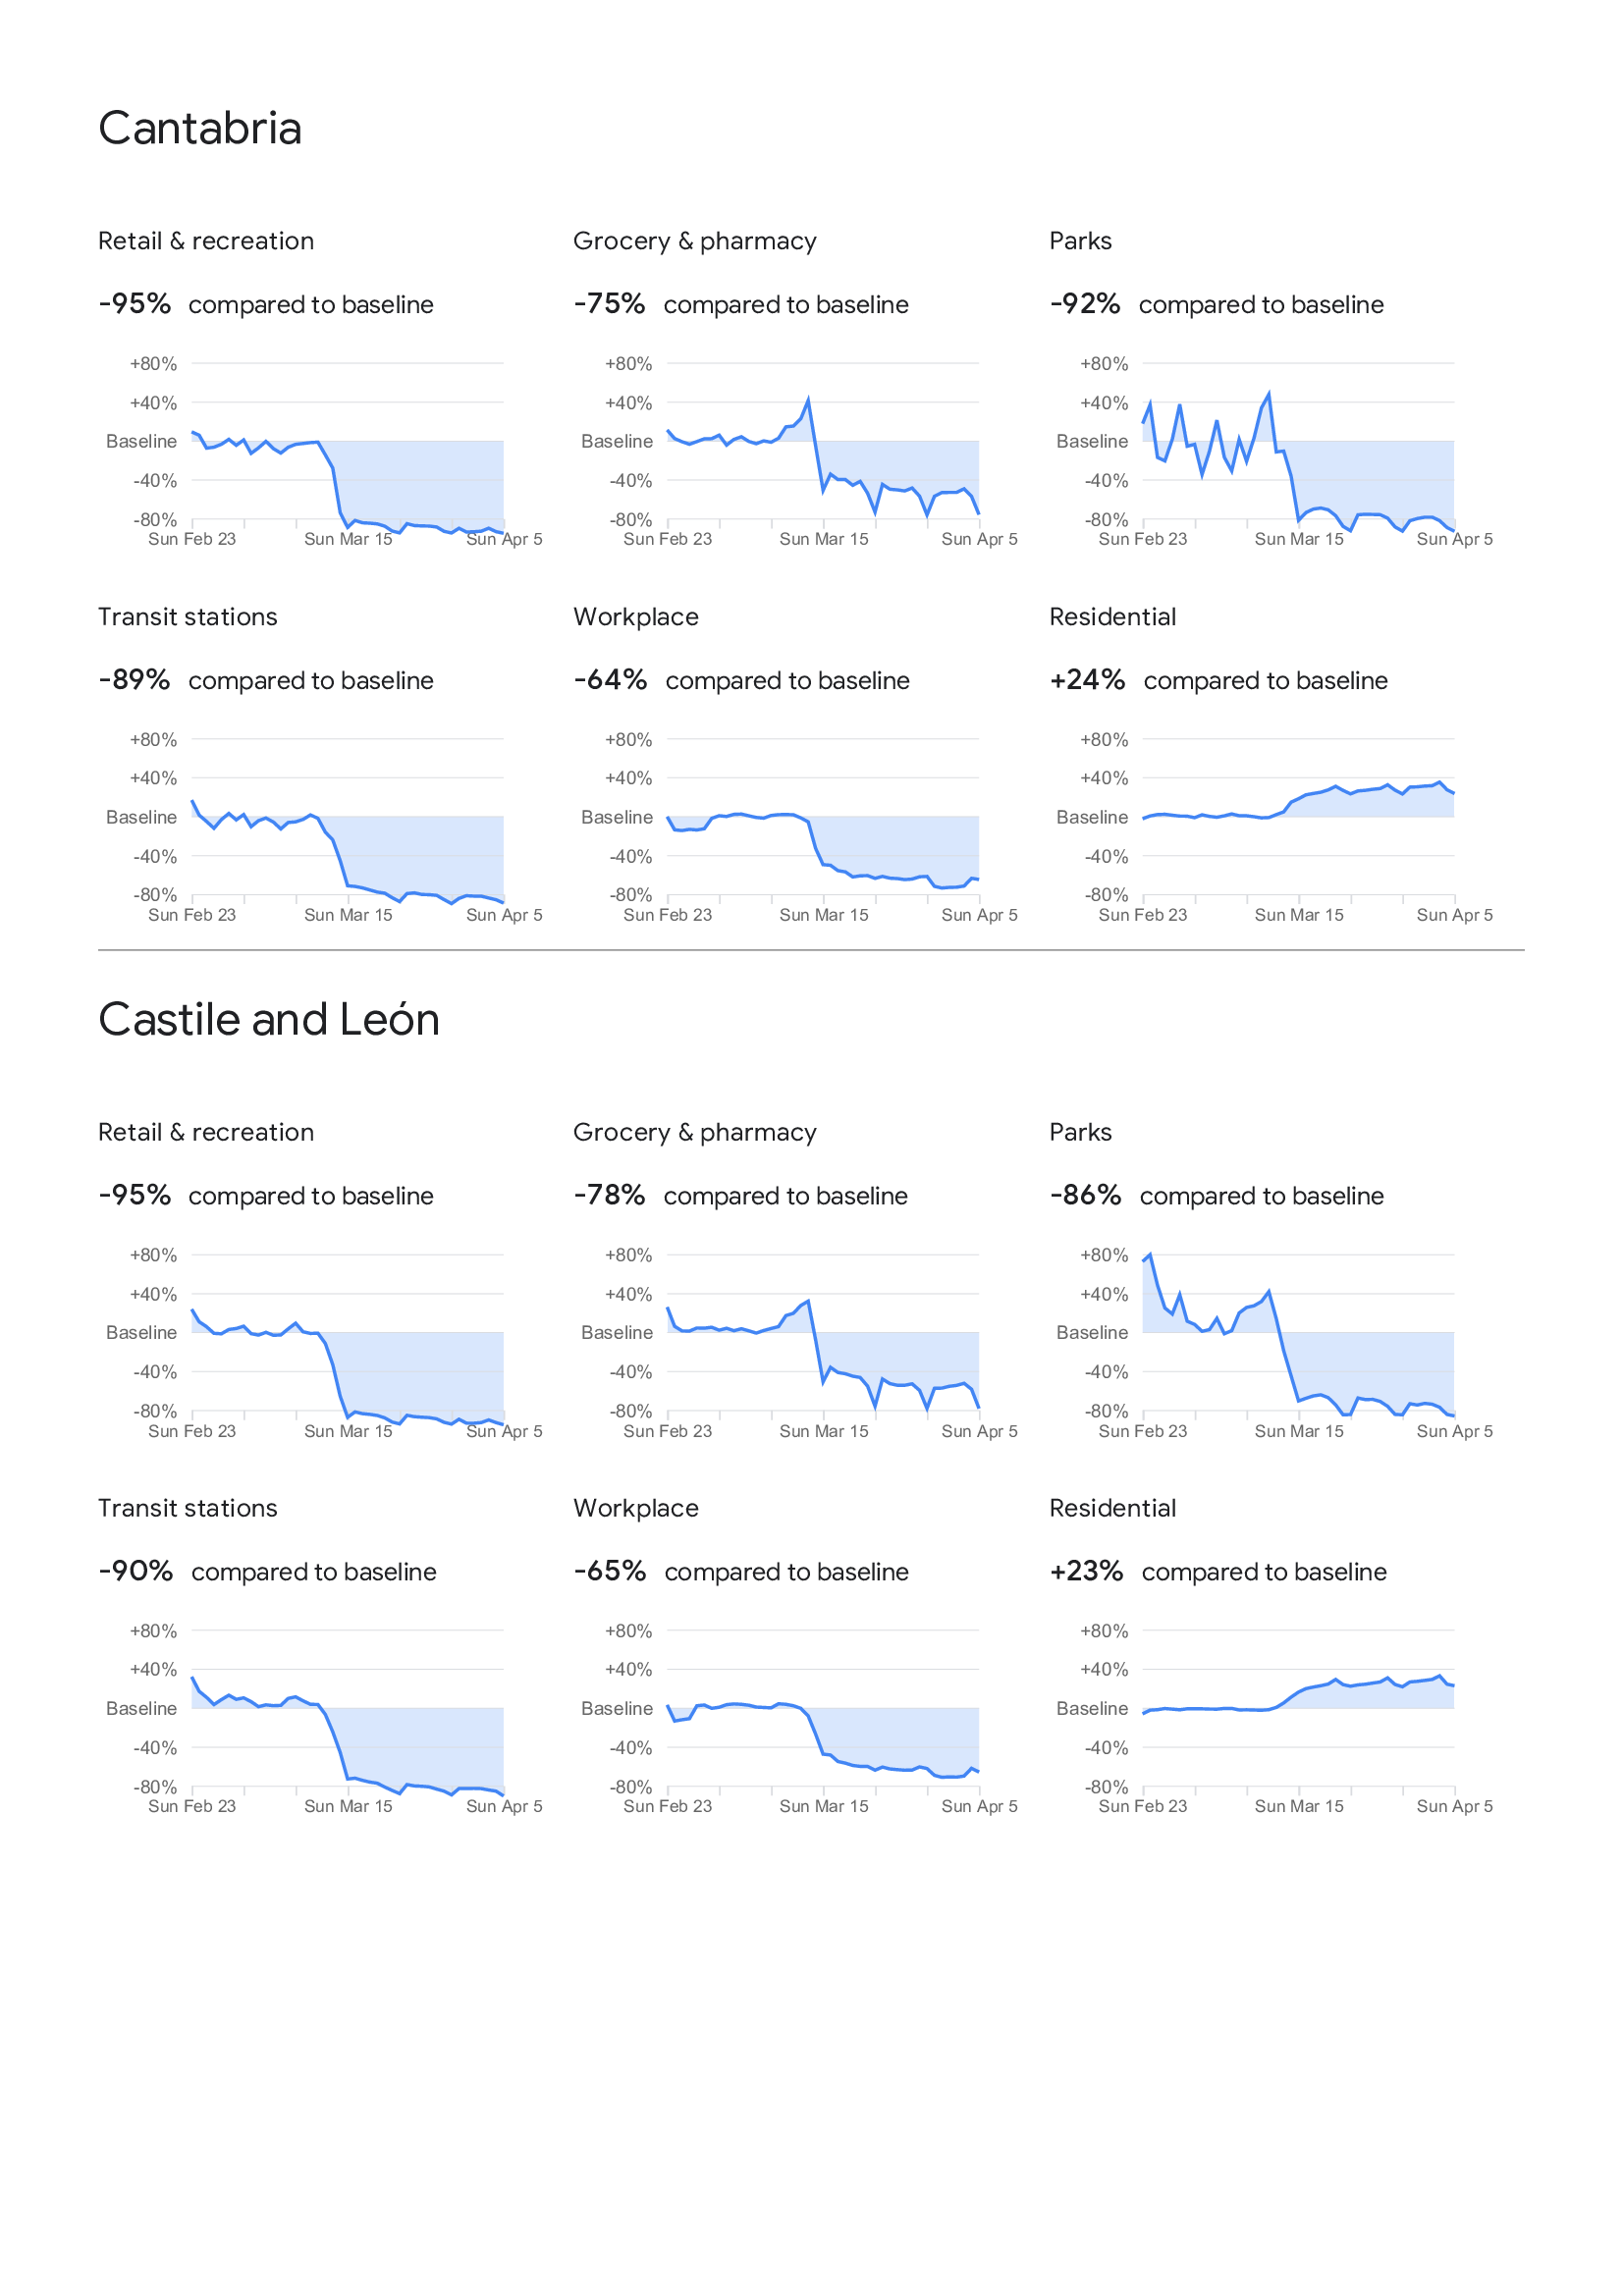 Cantabria
Retail & recreation
Grocery & pharmacy
Parks
-95% compared to baseline
-75% compared to baseline
-92% compared to baseline
+80%
+40%
Baseline
-40%
-80%
Sun Feb 23
Sun Mar 15
Sun Apr 5
+80%
+40%
Baseline
-40%
-80%
Sun Feb 23
Sun Mar 15
Sun Apr 5
+80%
+40%
Baseline
-40%
-80%
Sun Feb 23
Sun Mar 15
Sun Apr 5
Transit stations
Workplace
Residential
-89% compared to baseline
-64% compared to baseline
+24% compared to baseline
+80%
+40%
Baseline
-40%
-80%
Sun Feb 23
Sun Mar 15
Sun Apr 5
+80%
+40%
Baseline
-40%
-80%
Sun Feb 23
Sun Mar 15
Sun Apr 5
+80%
+40%
Baseline
-40%
-80%
Sun Feb 23
Sun Mar 15
Sun Apr 5
Castile and León
Retail & recreation
Grocery & pharmacy
Parks
-95% compared to baseline
-78% compared to baseline
-86% compared to baseline
+80%
+40%
Baseline
-40%
-80%
Sun Feb 23
Sun Mar 15
Sun Apr 5
+80%
+40%
Baseline
-40%
-80%
Sun Feb 23
Sun Mar 15
Sun Apr 5
+80%
+40%
Baseline
-40%
-80%
Sun Feb 23
Sun Mar 15
Sun Apr 5
Transit stations
Workplace
Residential
-90% compared to baseline
-65% compared to baseline
+23% compared to baseline
+80%
+40%
Baseline
-40%
-80%
Sun Feb 23
Sun Mar 15
Sun Apr 5
+80%
+40%
Baseline
-40%
-80%
Sun Feb 23
Sun Mar 15
Sun Apr 5
+80%
+40%
Baseline
-40%
-80%
Sun Feb 23
Sun Mar 15
Sun Apr 5